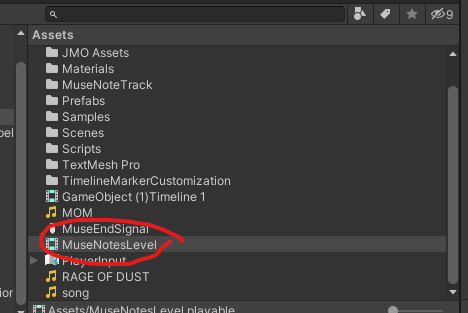 9
Assets
JMO Assets
Materials
MuseNoteTrack
Prefabs
Samples
Scenes
Scripts
TextMesh Pro
TimelineMarkerCustomization
GameObject (1)Timeline 1
MOM
MuseEndSignal
MuseNotesLevel
PlayerInput
RAGE OF DUST
song
Assets/MuseNotesLevel.playable
pel
ior